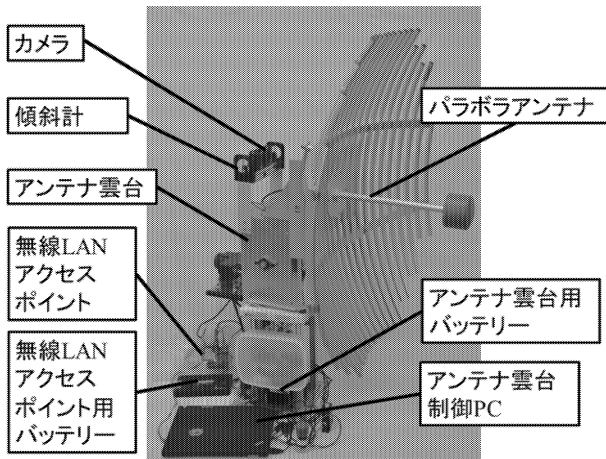 カメラ
傾斜計
アンテナ雲台
無線LAN
アクセス
ポイント
無線LAN
アクセス
ポイント用
バッテリー
パラボラアンテナ
アンテナ雲台用
バッテリー
アンテナ雲台
制御PC